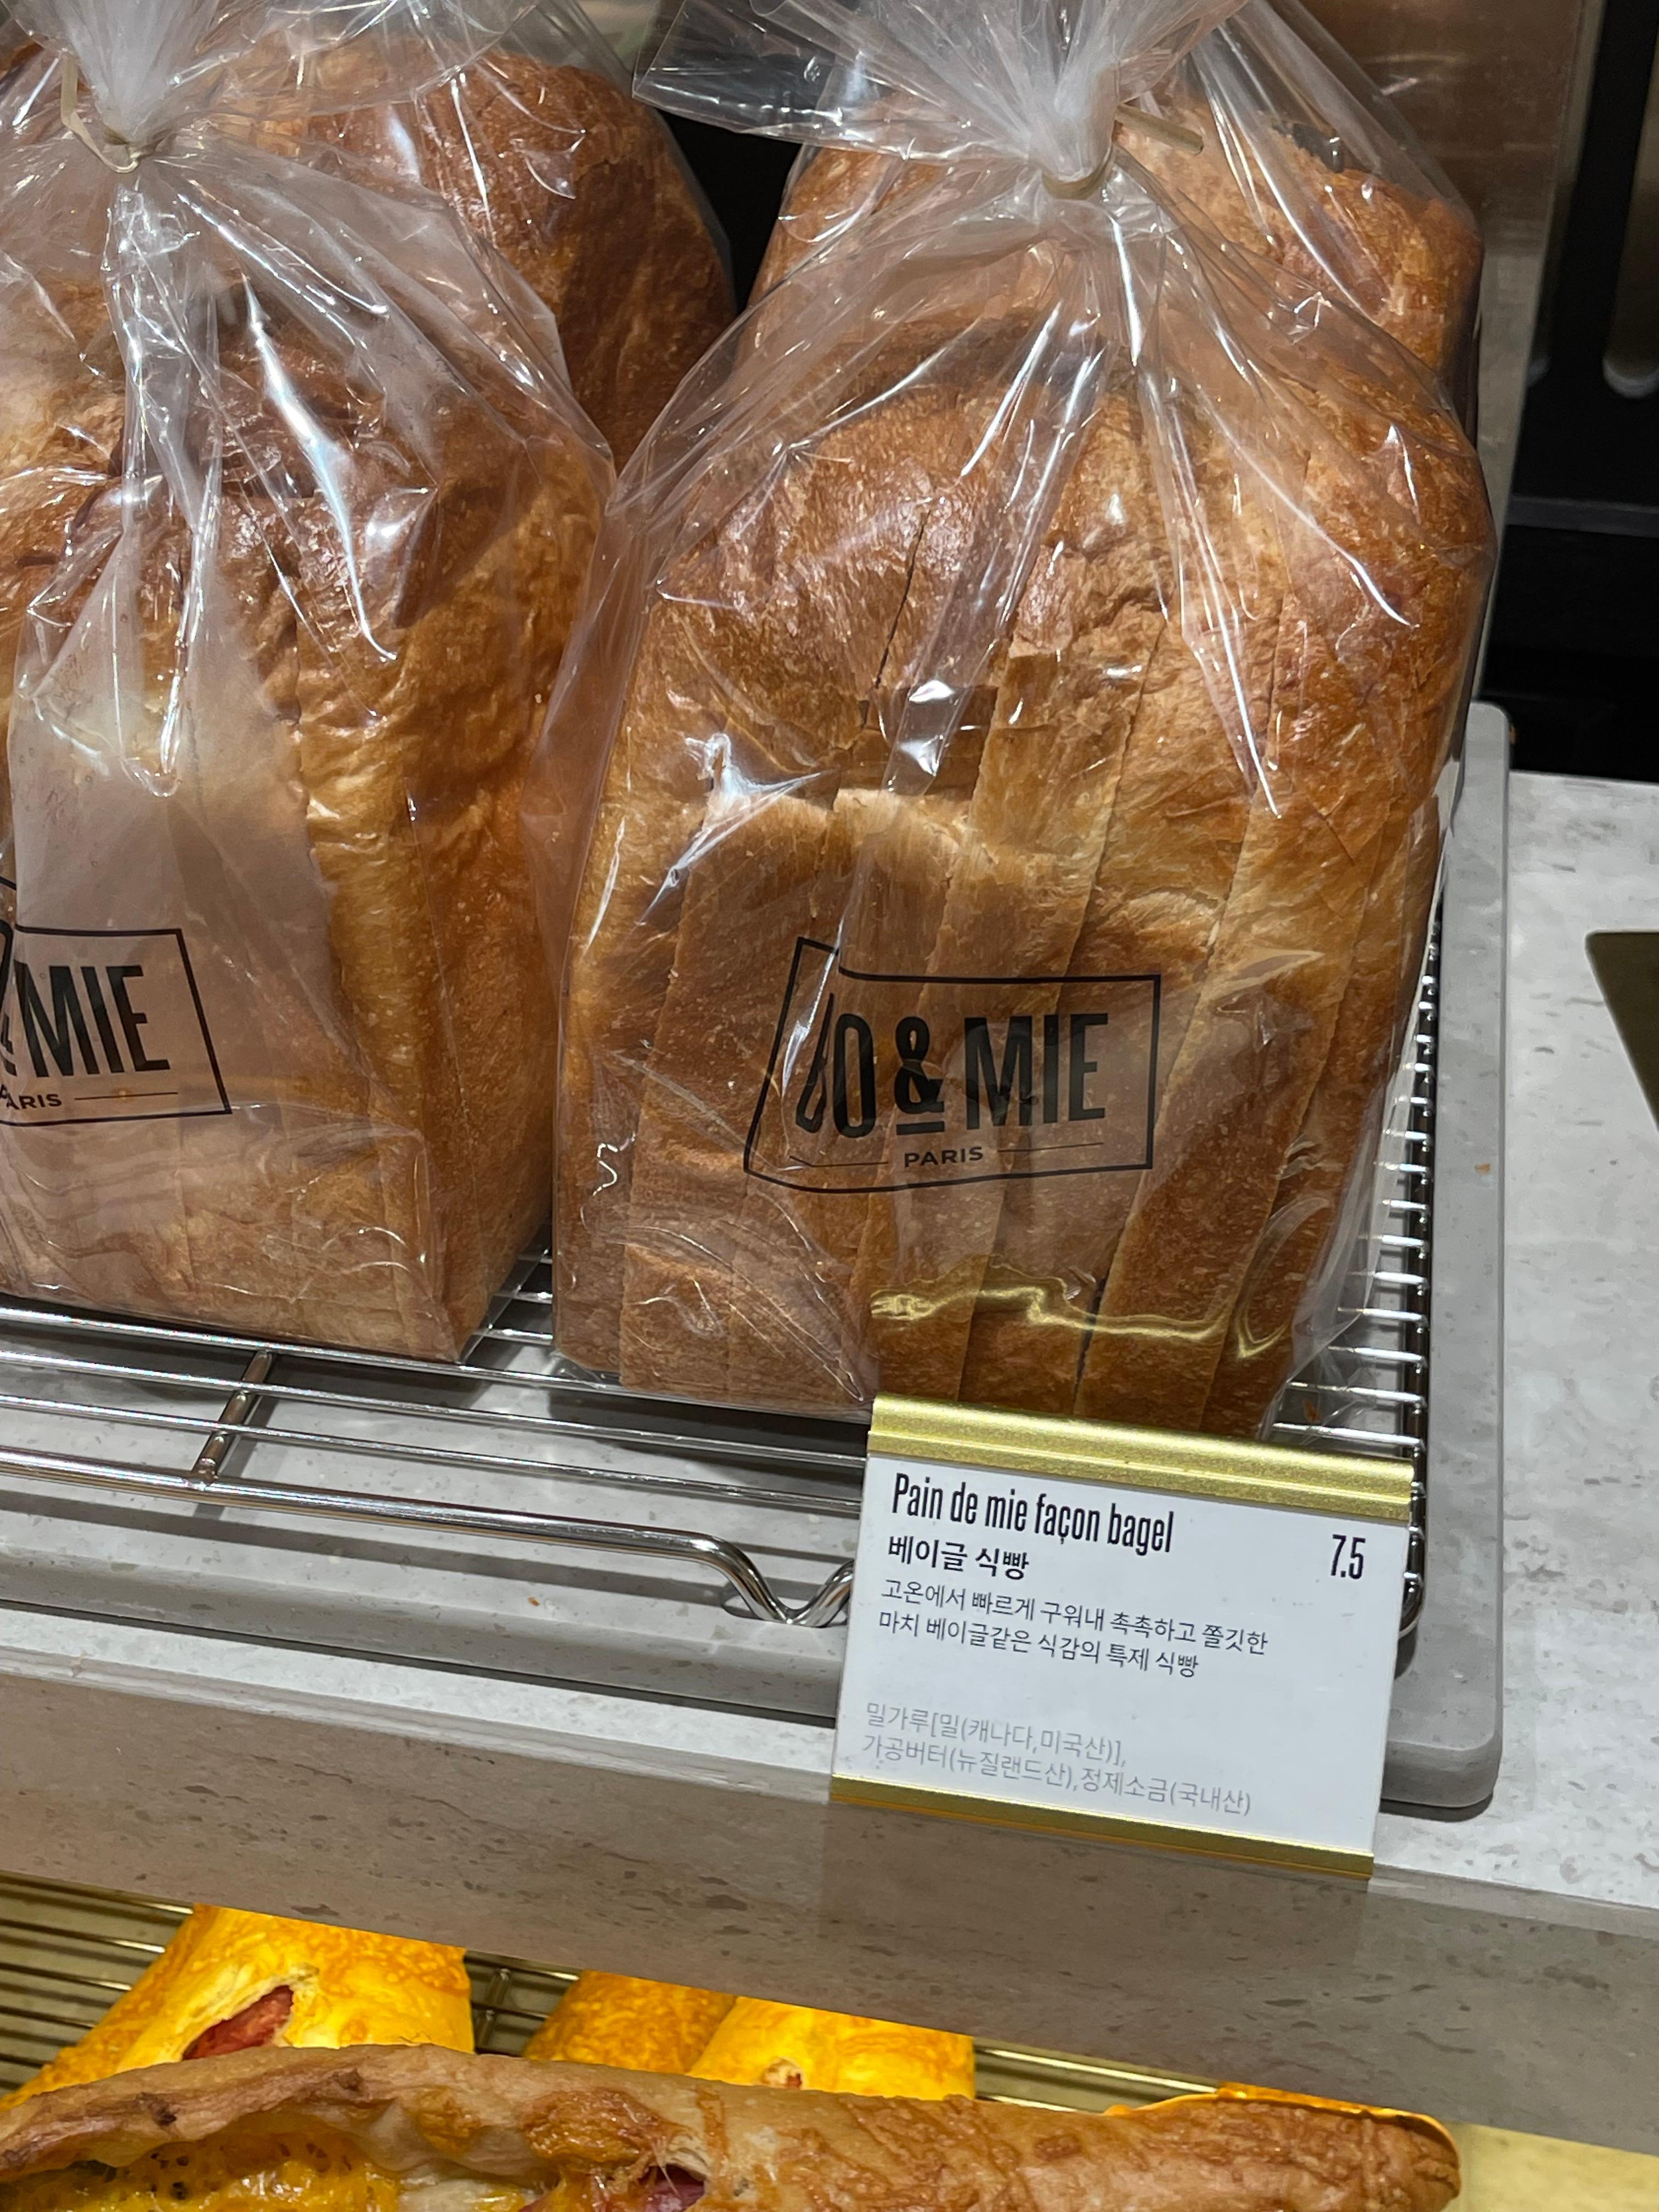 & MIE
PARIS
JO & MIE
PARIS
Pain de mie façon bagel
7.5
베이글 식빵
고온에서 빠르게 구워내 촉촉하고 쫄깃한
마치 베이글같은 식감의 특제 식빵
밀가루[밀(캐나다,미국산)],
가공버터(뉴질랜드산),정제소금(국내산)